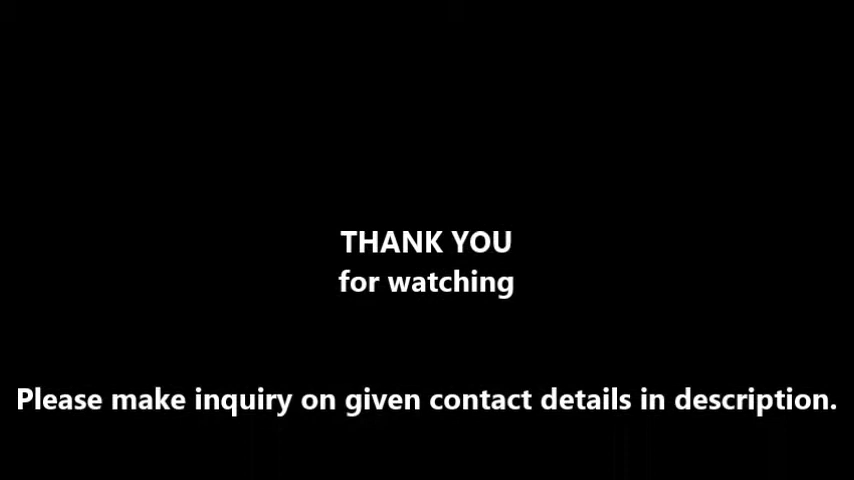 THANK YOU
for watching
Please make inquiry on given contact details in description.